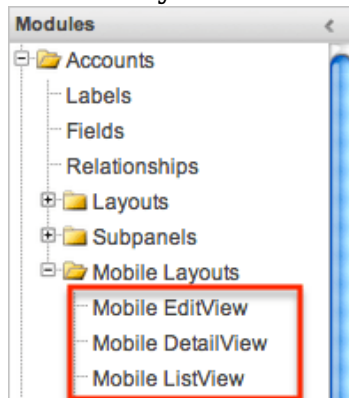 Modules
Accounts
Labels
Fields
Relationships
Layouts
Subpanels
Mobile Layouts
Mobile EditView
Mobile DetailView
Mobile ListView